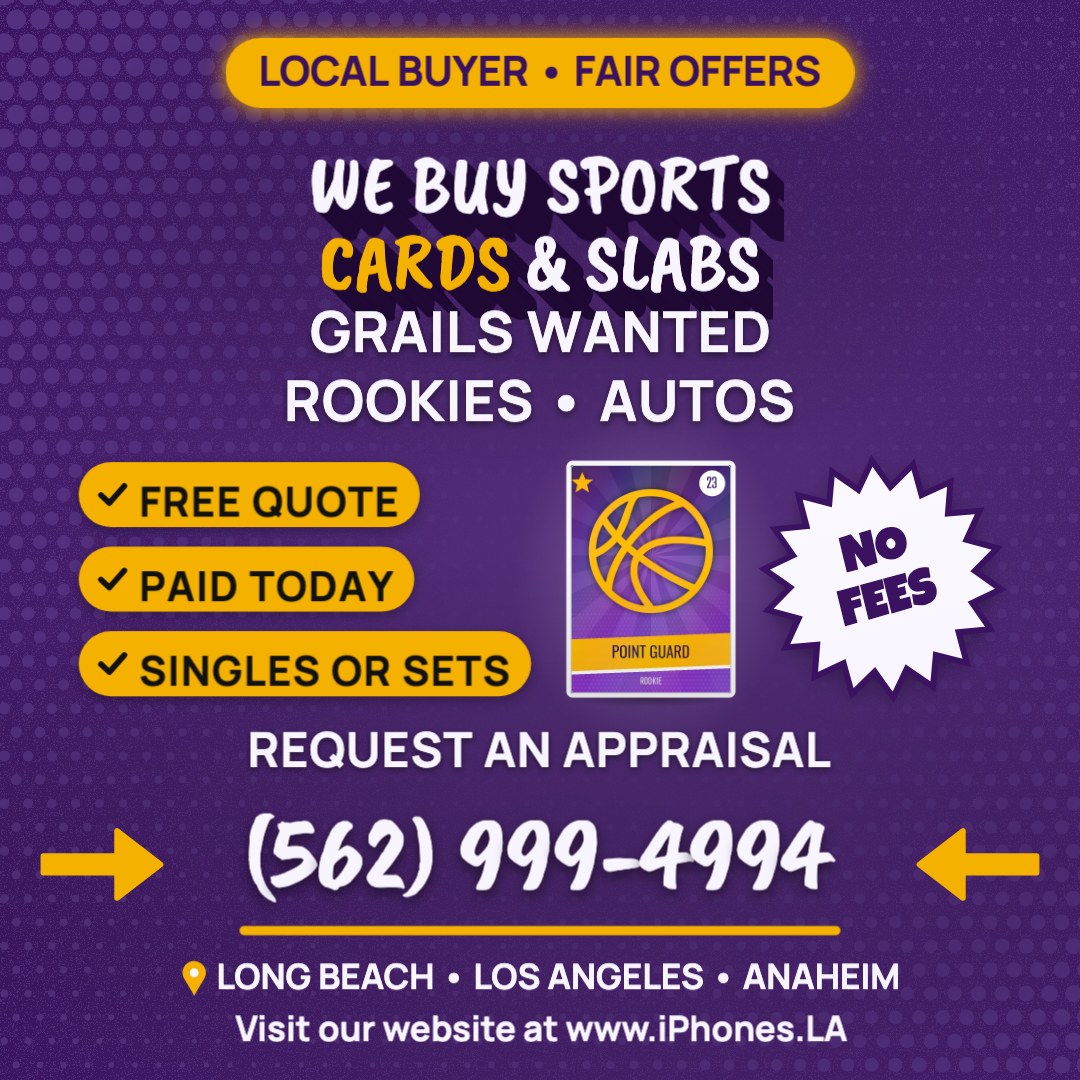 LOCAL BUYER • FAIR OFFERS
WE BUY SPORTS
CARDS & SLABS
GRAILS WANTED
ROOKIES • AUTOS
FREE QUOTE
PAID TODAY
SINGLES OR SETS
23
POINT GUARD
ROOKIE
NO
FEES
REQUEST AN APPRAISAL
(562) 999-4994
LONG BEACH • LOS ANGELES • ANAHEIM
Visit our website at www.iPhones.LA